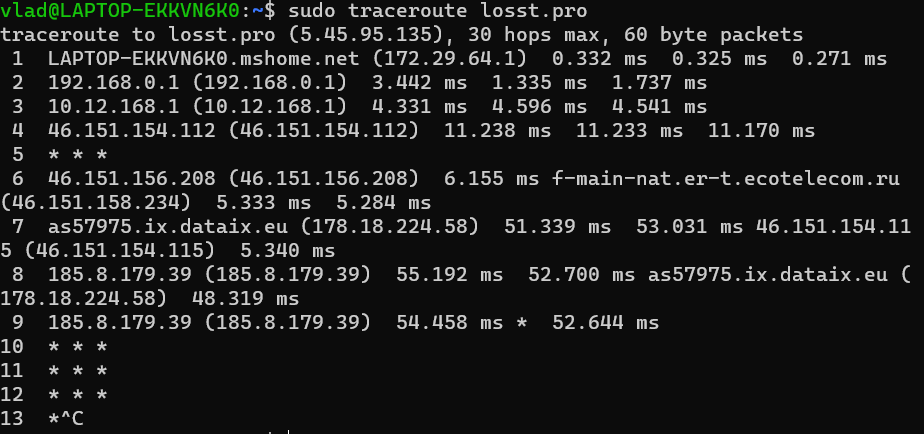 vlad@LAPTOP-EKKVN6K0:~$ sudo traceroute losst.pro
traceroute to losst.pro (5.45.95.135), 30 hops max, 60 byte packets
 1  LAPTOP-EKKVN6K0.mshome.net (172.29.64.1)  0.332 ms  0.325 ms  0.271 ms
 2  192.168.0.1 (192.168.0.1)  3.442 ms  1.335 ms  1.737 ms
 3  10.12.168.1 (10.12.168.1)  4.331 ms  4.596 ms  4.541 ms
 4  46.151.154.112 (46.151.154.112)  11.238 ms  11.233 ms  11.170 ms
 5  * * *
 6  46.151.156.208 (46.151.156.208)  6.155 ms f-main-nat.er-t.ecotelecom.ru
(46.151.158.234)  5.333 ms  5.284 ms
 7  as57975.ix.dataix.eu (178.18.224.58)  51.339 ms  53.031 ms 46.151.154.11
5 (46.151.154.115)  5.340 ms
 8  185.8.179.39 (185.8.179.39)  55.192 ms  52.700 ms as57975.ix.dataix.eu (
178.18.224.58)  48.319 ms
 9  185.8.179.39 (185.8.179.39)  54.458 ms *  52.644 ms
10  * * *
11  * * *
12  * * *
13  *^C